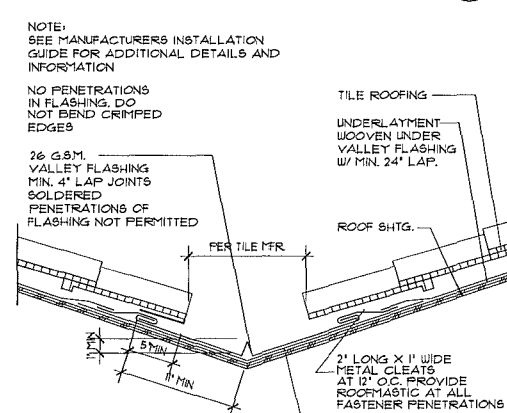 NOTE:
SEE MANUFACTURERS INSTALLATION
GUIDE FOR ADDITIONAL DETAILS AND
INFORMATION
NO PENETRATIONS
IN FLASHING. DO
NOT BEND CRIMPED
EDGES
26 G.S.M.
VALLEY FLASHING
MIN. 4" LAP JOINTS
SOLDERED
PENETRATIONS OF
FLASHING NOT PERMITTED
TILE ROOFING
UNDERLAYMENT
WOOVEN UNDER
VALLEY FLASHING
W/ MIN. 24" LAP.
ROOF SHTG.
PER TILE MFR
1" MIN
5" MIN
11" MIN
2" LONG X 1" WIDE
METAL CLEATS
AT 12" O.C. PROVIDE
ROOFMASTIC AT ALL
FASTENER PENETRATIONS